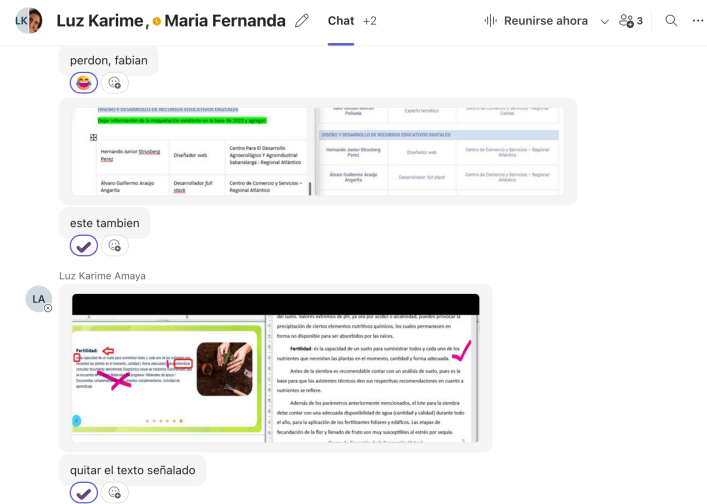 LK
Luz Karime, Maria Fernanda
Chat
+2
Reunirse ahora
3
perdon, fabian
DISEÑO Y DESARROLLO DE RECURSOS EDUCATIVOS DIGITALES
Dejar información de la maquetación existente en la base de 2022 y agregar
Hernando Junior Strusberg Perez
Diseñador web
Centro Para El Desarrollo Agroecológico Y Agroindustrial Sabanalarga - Regional Atlántico
Álvaro Guillermo Araújo Angarita
Desarrollador full stack
Centro de Comercio y Servicios – Regional Atlántico
Experto temático
Centro de Comercio y Servicios - Regional Caldas
DISEÑO Y DESARROLLO DE RECURSOS EDUCATIVOS DIGITALES
Hernando Junior Strusberg Perez
Diseñador web
Centro de Comercio y Servicios – Regional Atlántico
Álvaro Guillermo Araújo Angarita
Desarrollador full stack
Centro de Comercio y Servicios – Regional Atlántico
este tambien
Luz Karime Amaya
LA
Fertilidad:
del suelo. Valores extremos de pH, ya sea por acidez o alcalinidad, pueden provocar la
precipitación de ciertos elementos nutritivos químicos, los cuales permanecen en
forma no disponible para ser absorbidos por las raíces.
Fertilidad: es la capacidad de un suelo para suministrar todos y cada uno de los
nutrientes que necesitan las plantas en el momento, cantidad y forma adecuada.
Antes de la siembra es recomendable contar con un análisis de suelo, pues es la
base para que los asistentes técnicos den sus respectivas recomendaciones en cuanto a
nutrientes se refiere.
Además de los parámetros anteriormente mencionados, el lote para la siembra
debe contar con una adecuada disponibilidad de agua (cantidad y calidad) durante todo
el año, para la aplicación de los fertilizantes foliares y edáficos. Las etapas de
fecundación de la flor y llenado de fruto son muy susceptibles al estrés por sequía.
quitar el texto señalado